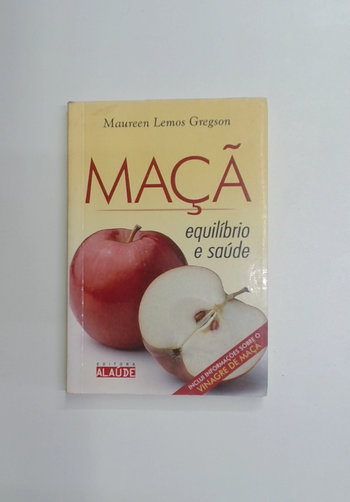 Maureen Lemos Gregson
MAÇÃ
equilíbrio
e saúde
INCLUI INFORMAÇÕES SOBRE O
VINAGRE DE MAÇÃ
EDITORA
ALAÚDE